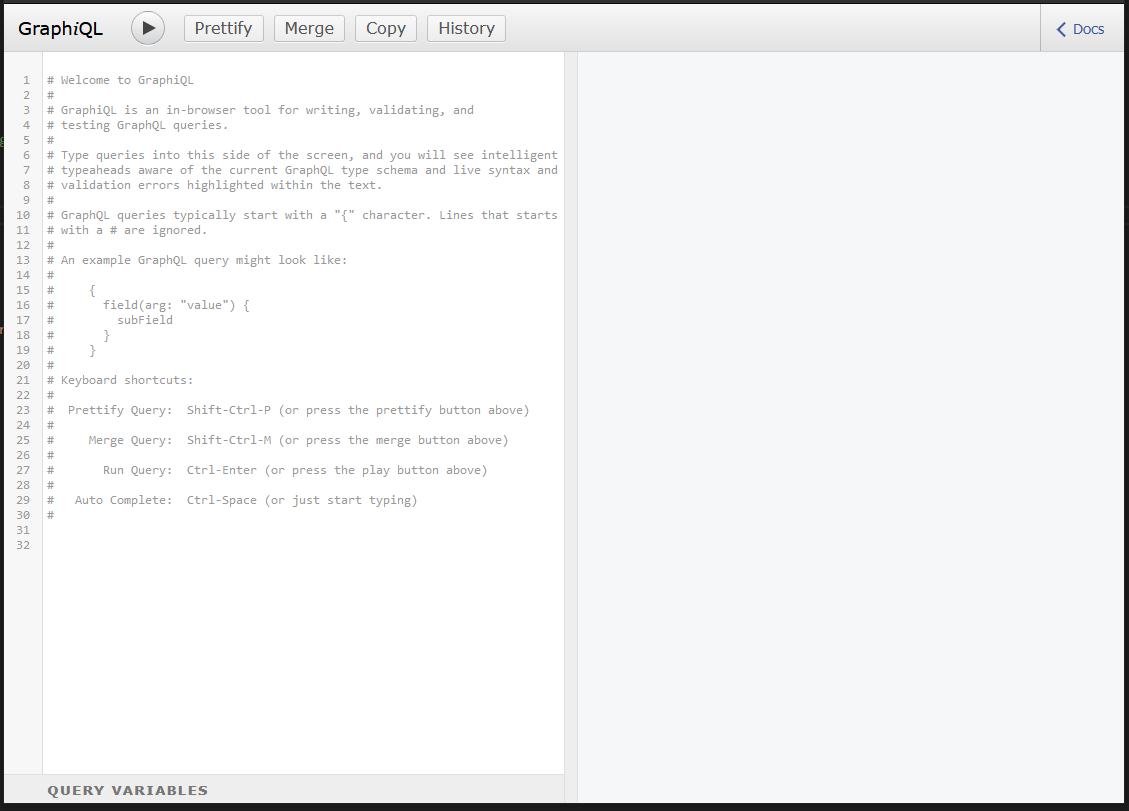 GraphiQL Prettify Merge Copy History Docs
1 # Welcome to GraphiQL
2 #
3 # GraphiQL is an in-browser tool for writing, validating, and
4 # testing GraphQL queries.
5 #
6 # Type queries into this side of the screen, and you will see intelligent
7 # typeaheads aware of the current GraphQL type schema and live syntax and
8 # validation errors highlighted within the text.
9 #
10 # GraphQL queries typically start with a "{" character. Lines that starts
11 # with a # are ignored.
12 #
13 # An example GraphQL query might look like:
14 #
15 #     {
16 #       field(arg: "value") {
17 #         subField
18 #       }
19 #     }
20 #
21 # Keyboard shortcuts:
22 #
23 #  Prettify Query:  Shift-Ctrl-P (or press the prettify button above)
24 #
25 #     Merge Query:  Shift-Ctrl-M (or press the merge button above)
26 #
27 #       Run Query:  Ctrl-Enter (or press the play button above)
28 #
29 #   Auto Complete:  Ctrl-Space (or just start typing)
30 #
31
32
QUERY VARIABLES